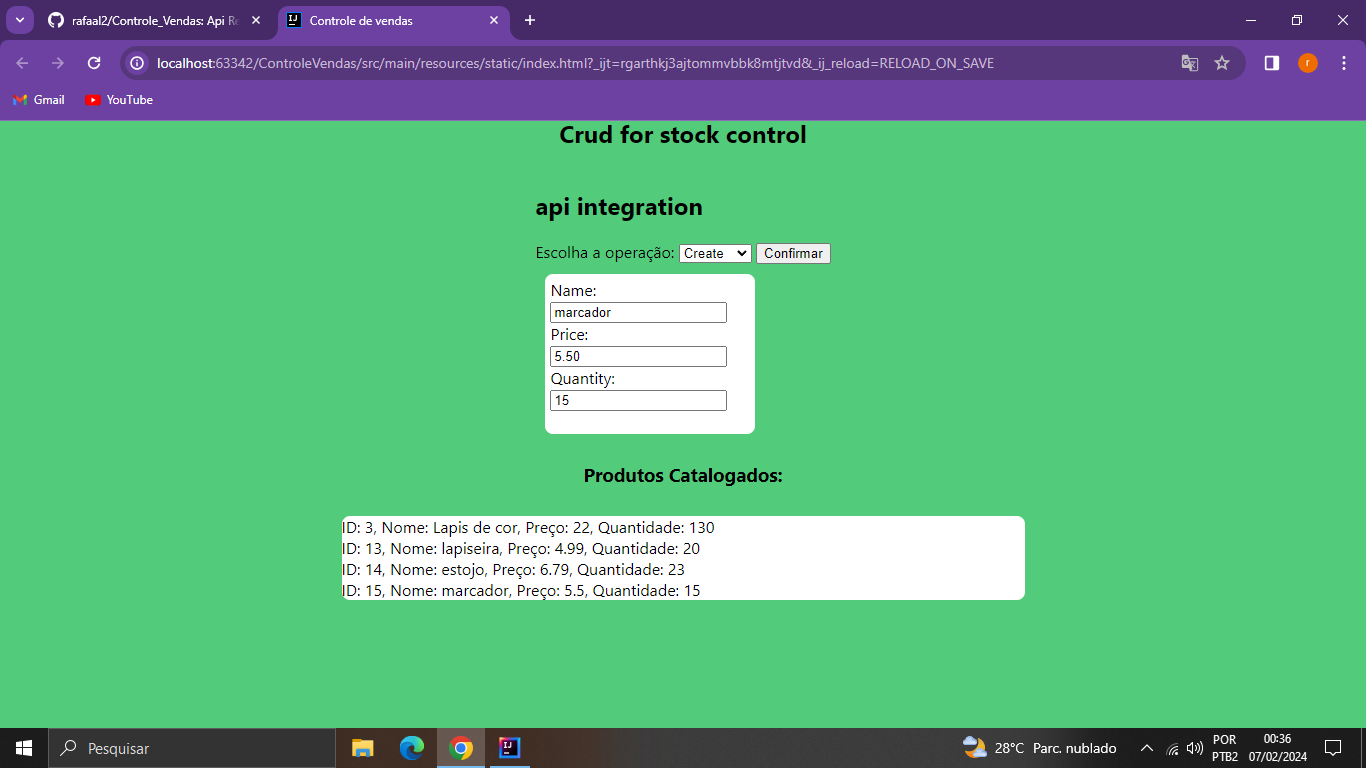 rafaal2/Controle_Vendas: Api Re
Controle de vendas
localhost:63342/ControleVendas/src/main/resources/static/index.html?_ijt=rgarthkj3ajtommvbbk8mtjtvd&_ij_reload=RELOAD_ON_SAVE
r
Gmail
YouTube
Crud for stock control
api integration
Escolha a operação: Create Confirmar
Name:
marcador
Price:
5.50
Quantity:
15
Produtos Catalogados:
ID: 3, Nome: Lapis de cor, Preço: 22, Quantidade: 130
ID: 13, Nome: lapiseira, Preço: 4.99, Quantidade: 20
ID: 14, Nome: estojo, Preço: 6.79, Quantidade: 23
ID: 15, Nome: marcador, Preço: 5.5, Quantidade: 15
Pesquisar
28°C Parc. nublado
POR
PTB2
00:36
07/02/2024